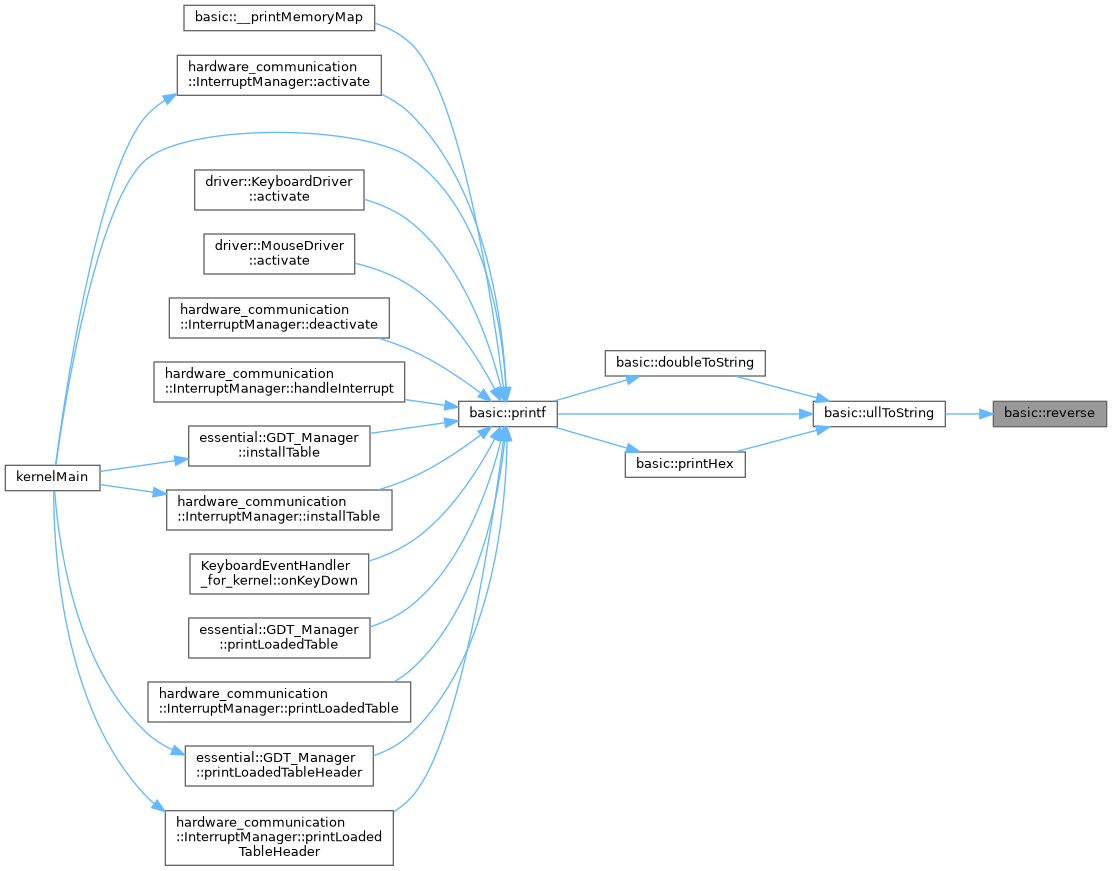 basic::__printMemoryMap
hardware_communication
::InterruptManager::activate
driver::KeyboardDriver
::activate
driver::MouseDriver
::activate
hardware_communication
::InterruptManager::deactivate
hardware_communication
::InterruptManager::handleInterrupt
essential::GDT_Manager
::installTable
kernelMain
hardware_communication
::InterruptManager::installTable
KeyboardEventHandler
_for_kernel::onKeyDown
essential::GDT_Manager
::printLoadedTable
hardware_communication
::InterruptManager::printLoadedTable
essential::GDT_Manager
::printLoadedTableHeader
hardware_communication
::InterruptManager::printLoaded
TableHeader
basic::printf
basic::doubleToString
basic::printHex
basic::ullToString
basic::reverse